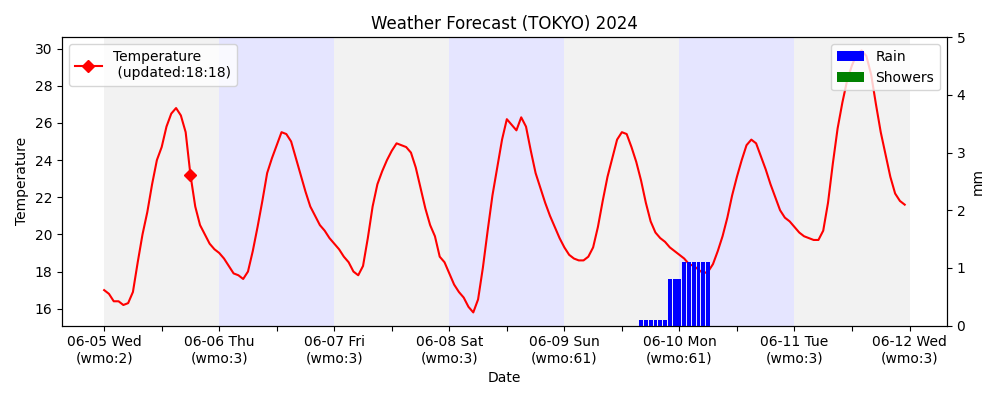 Weather Forecast (TOKYO) 2024
Temperature
(updated:18:18)
Rain
Showers
Temperature
30
28
26
24
22
20
18
16
5
4
3
2
1
0
mm
06-05 Wed
(wmo:2)
06-06 Thu
(wmo:3)
06-07 Fri
(wmo:3)
06-08 Sat
(wmo:3)
06-09 Sun
(wmo:61)
06-10 Mon
(wmo:61)
06-11 Tue
(wmo:3)
06-12 Wed
(wmo:3)
Date